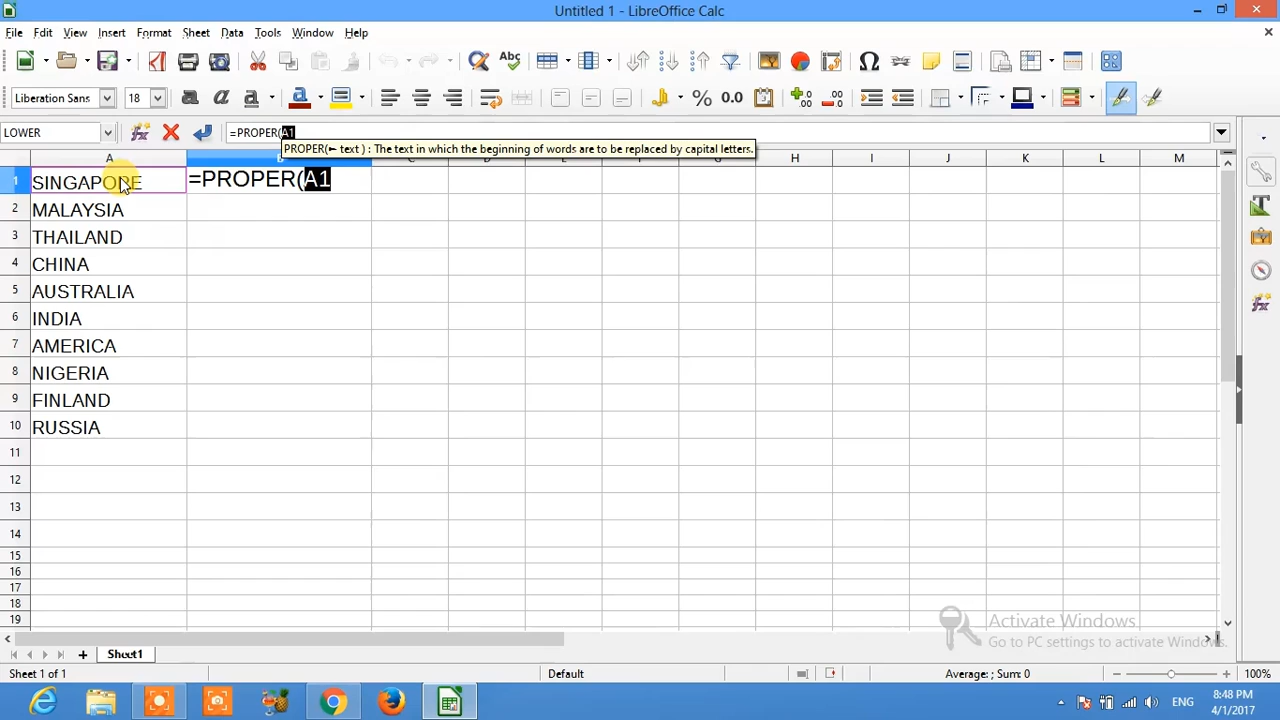 Untitled 1 - LibreOffice Calc
File Edit View Insert Format Sheet Data Tools Window Help
Liberation Sans 18
LOWER =PROPER(A1
PROPER(← text ) : The text in which the beginning of words are to be replaced by capital letters.
A B C D E F G H I J K L M
1 SINGAPORE =PROPER(A1
2 MALAYSIA
3 THAILAND
4 CHINA
5 AUSTRALIA
6 INDIA
7 AMERICA
8 NIGERIA
9 FINLAND
10 RUSSIA
11
12
13
14
15
16
17
18
19
Activate Windows
Go to PC settings to activate Windows.
Sheet1
Sheet 1 of 1 Default Average: ; Sum: 0 100%
ENG 8:48 PM
4/1/2017